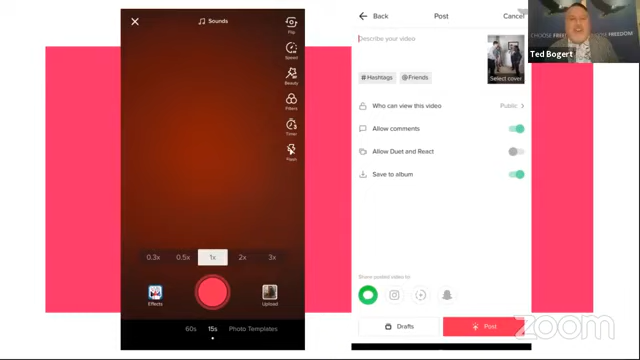 Sounds
Flip
Speed
Beauty
Filters
Timer
Flash
0.3x 0.5x 1x 2x 3x
Effects
Upload
60s 15s Photo Templates
Back Post Cancel
Describe your video
Select cover
#Hashtags @Friends
Who can view this video Public
Allow comments
Allow Duet and React
Save to album
Share posted video to:
Drafts Post
CHOOSE FREEDOM
Ted Bogert
zoom